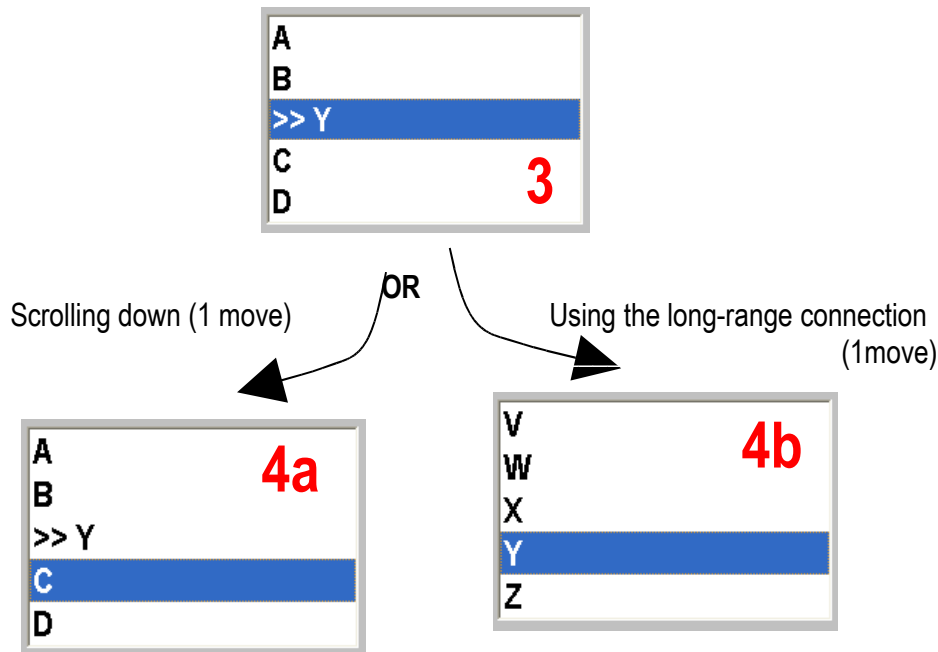 A
B
>> Y
C
D
3
OR
Scrolling down (1 move)
Using the long-range connection
(1move)
A
B
>> Y
C
D
4a
V
W
X
Y
Z
4b